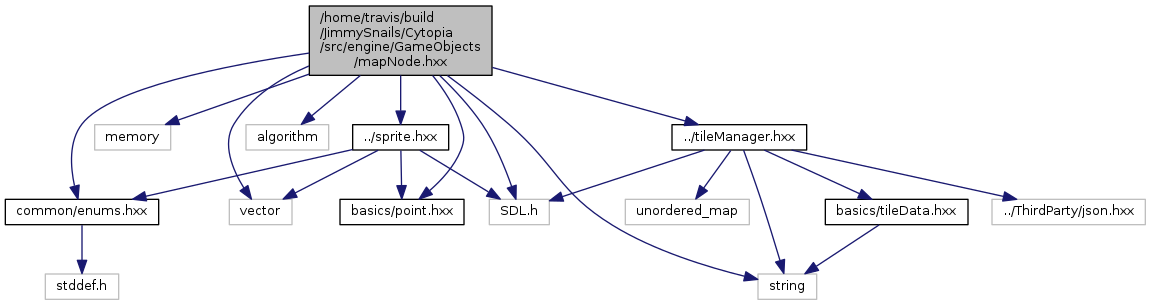 /home/travis/build
/JimmySnails/Cytopia
/src/engine/GameObjects
/mapNode.hxx
memory
algorithm
../sprite.hxx
../tileManager.hxx
common/enums.hxx
vector
basics/point.hxx
SDL.h
unordered_map
basics/tileData.hxx
../ThirdParty/json.hxx
stddef.h
string